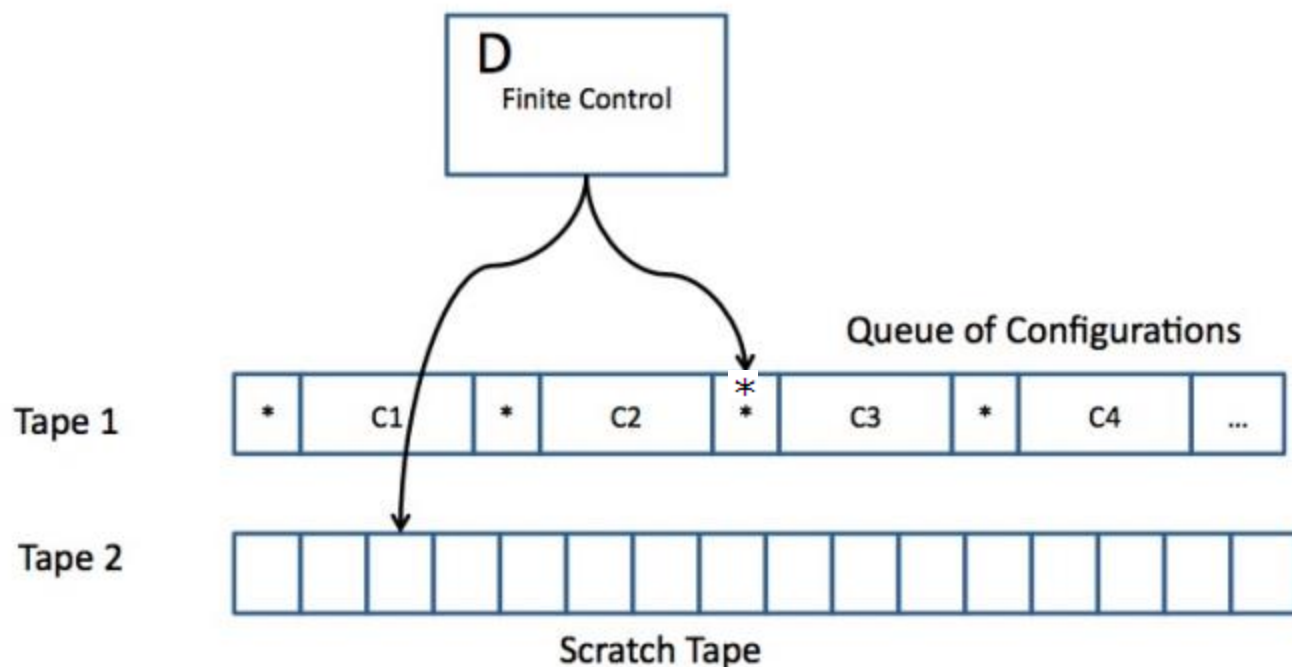 D
Finite Control
Queue of Configurations
*
Tape 1 * C1 * C2 * C3 * C4 ...
Tape 2
Scratch Tape